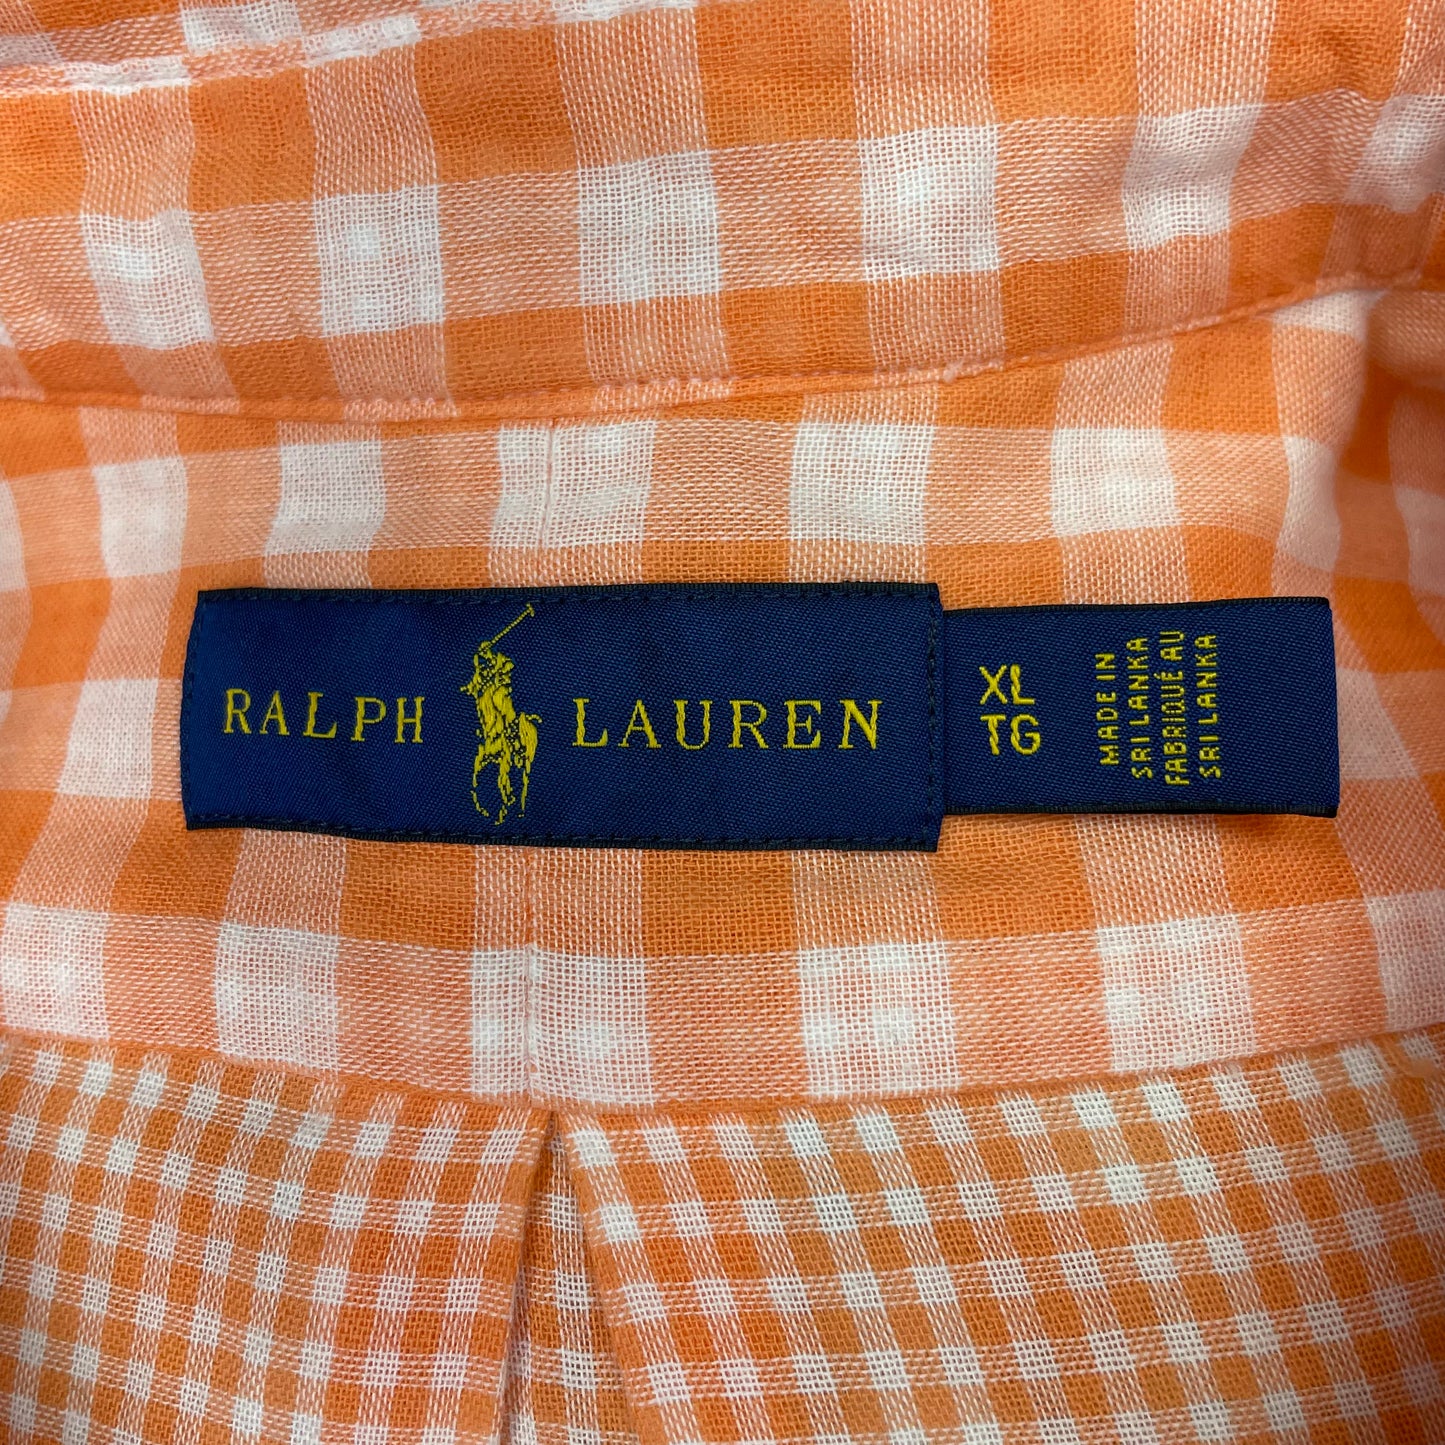 RALPH LAUREN
XL
TG
MADE IN
SRI LANKA
FABRIQUÉ AU
SRI LANKA